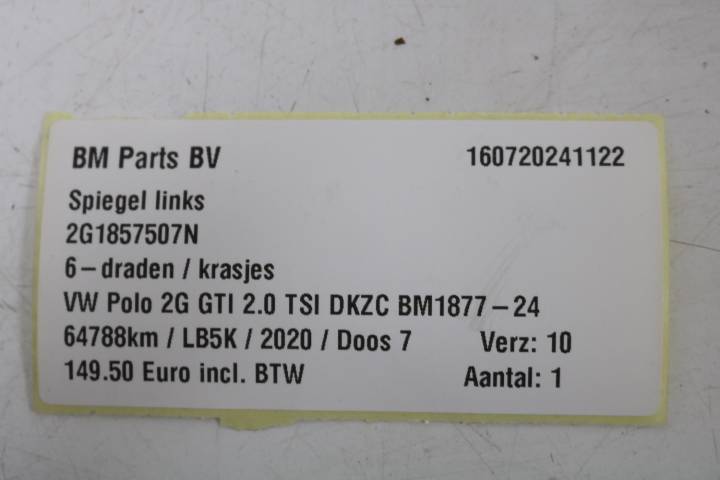 BM Parts BV 160720241122
Spiegel links
2G1857507N
6-draden / krasjes
VW Polo 2G GTI 2.0 TSI DKZC BM1877-24
64788km / LB5K / 2020 / Doos 7 Verz: 10
149.50 Euro incl. BTW Aantal: 1